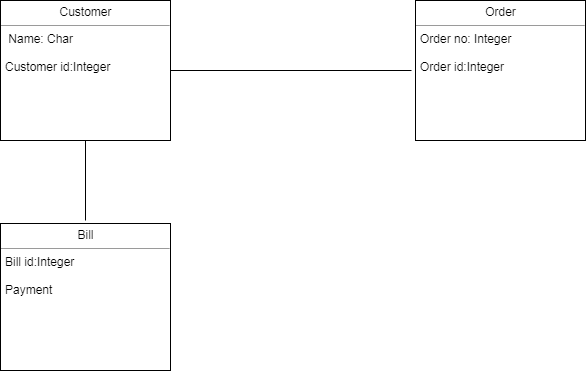 Customer
Name: Char
Customer id:Integer
Order
Order no: Integer
Order id:Integer
Bill
Bill id:Integer
Payment